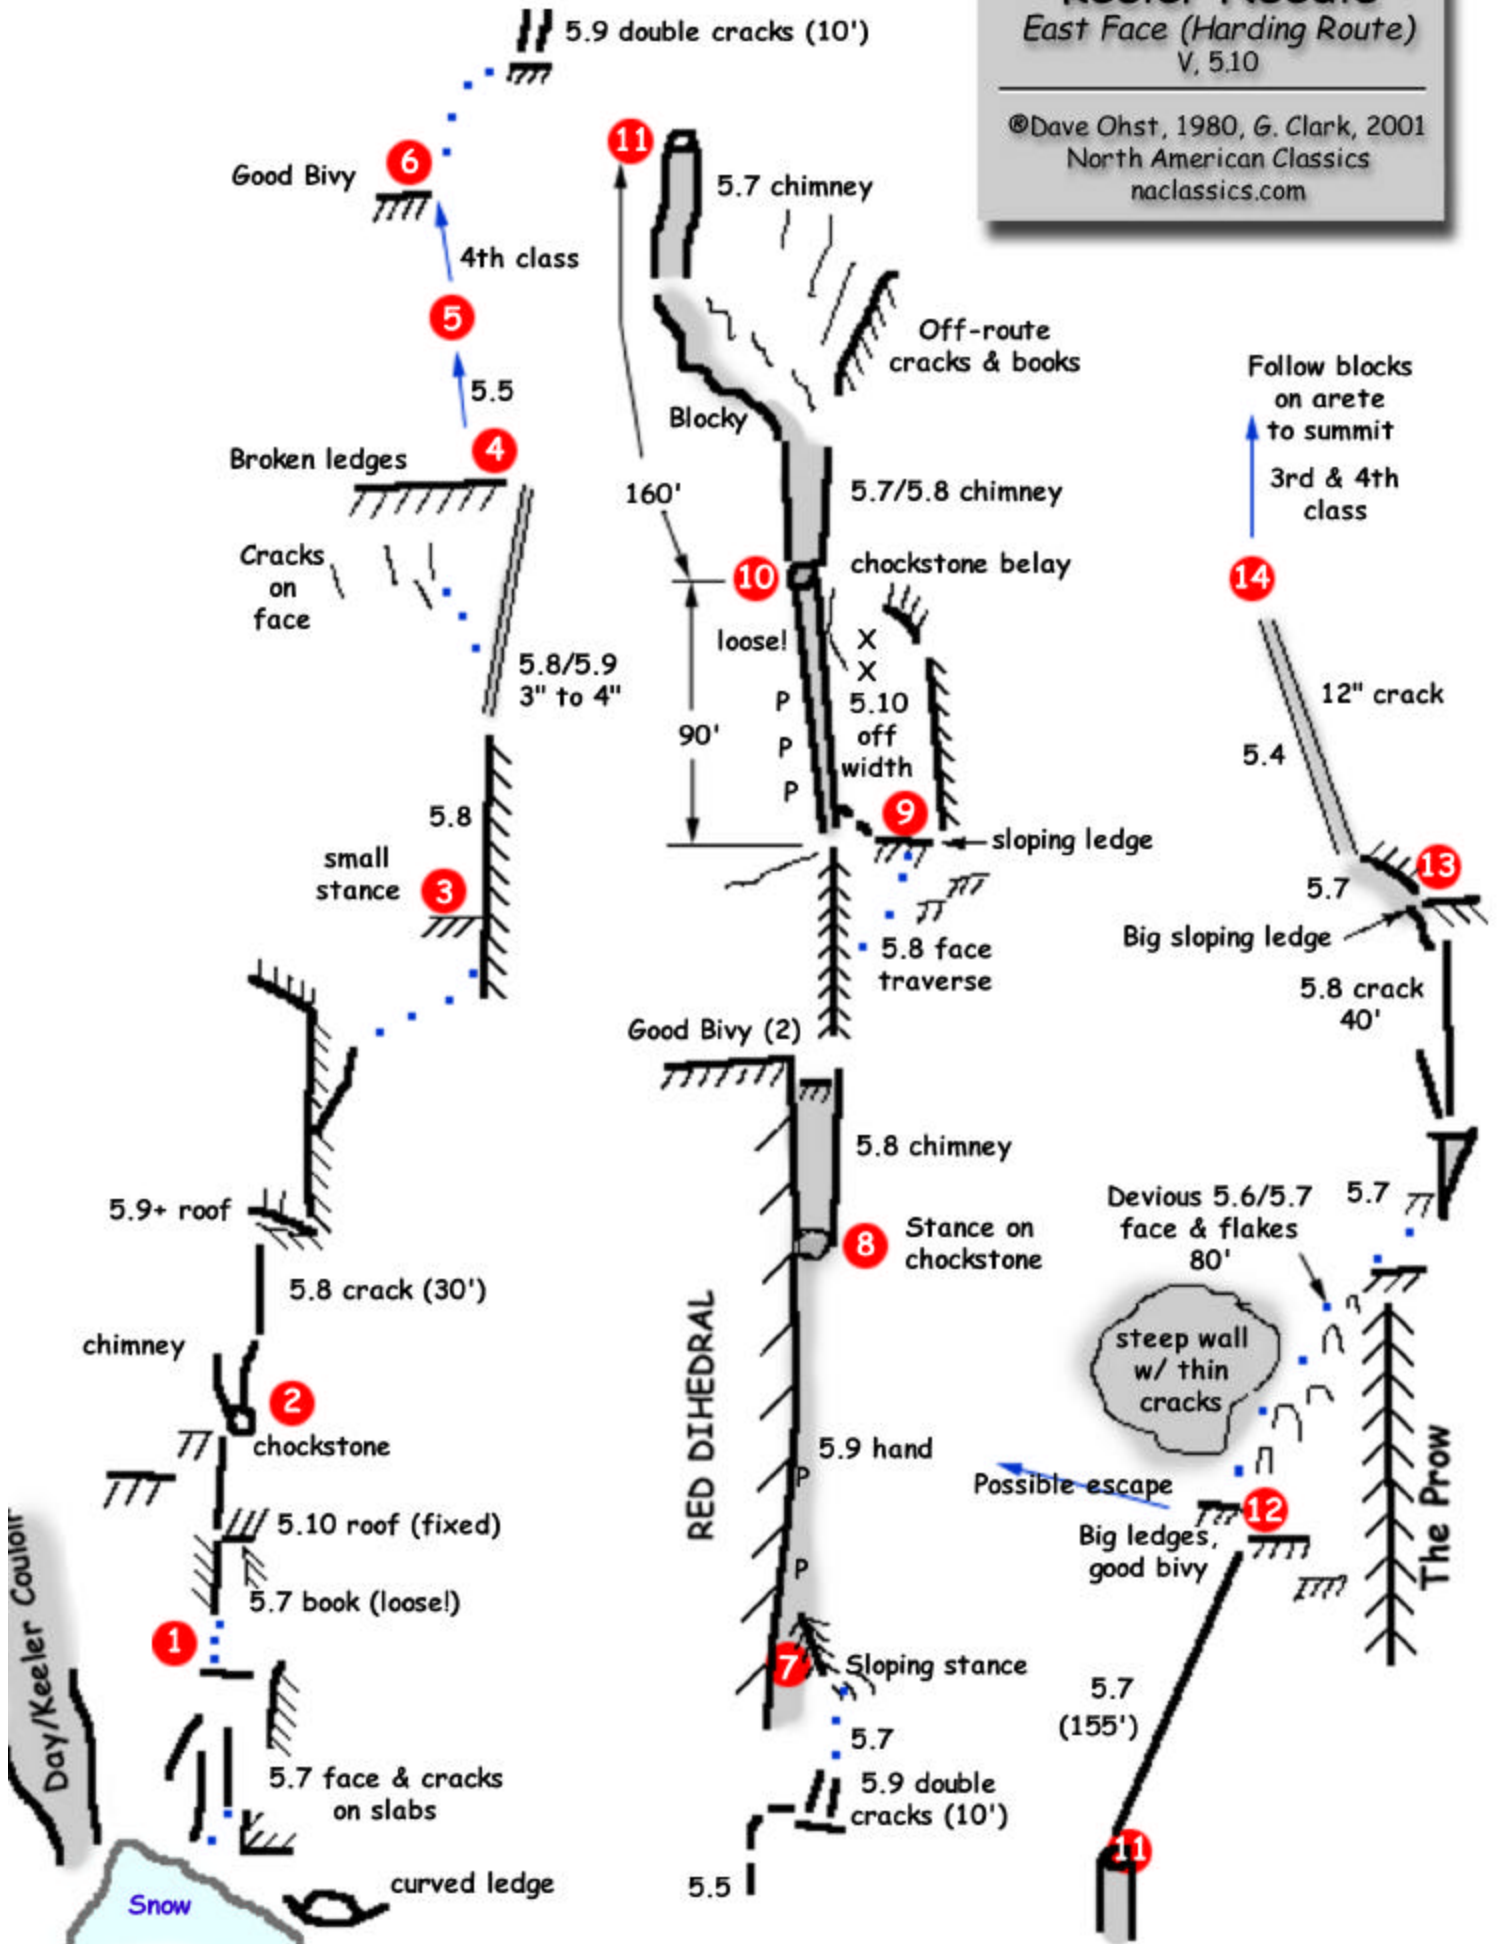 Keeler Needle
East Face (Harding Route)
V, 5.10
®Dave Ohst, 1980, G. Clark, 2001
North American Classics
naclassics.com
5.9 double cracks (10')
6
Good Bivy
4th class
5
5.5
4
Broken ledges
Cracks
on
face
5.8/5.9
3" to 4"
5.8
small
stance
3
5.9+ roof
5.8 crack (30')
chimney
2
chockstone
5.10 roof (fixed)
5.7 book (loose!)
1
Day/Keeler Couloir
5.7 face & cracks
on slabs
Snow
curved ledge
11
5.7 chimney
Off-route
cracks & books
Blocky
160'
5.7/5.8 chimney
10
chockstone belay
loose!
X
X
P
5.10
off
width
P
P
90'
9
sloping ledge
5.8 face
traverse
Good Bivy (2)
5.8 chimney
8
Stance on
chockstone
RED DIHEDRAL
5.9 hand
P
P
7
Sloping stance
5.7
5.9 double
cracks (10')
5.5
Follow blocks
on arete
to summit
3rd & 4th
class
14
12" crack
5.4
13
5.7
Big sloping ledge
5.8 crack
40'
Devious 5.6/5.7
face & flakes
80'
5.7
steep wall
w/ thin
cracks
The Prow
Possible escape
12
Big ledges,
good bivy
5.7
(155')
11